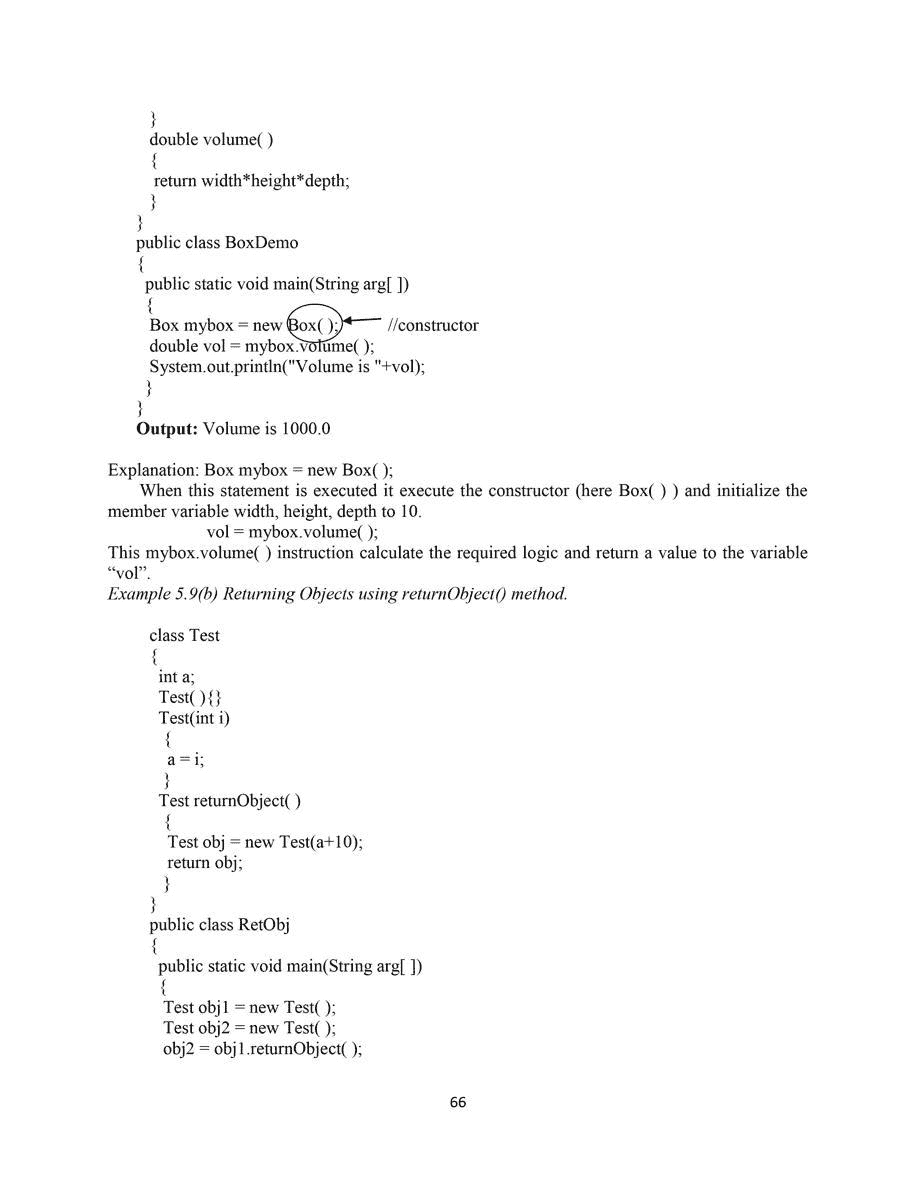 }
double volume( )
{
return width*height*depth;
}
}
public class BoxDemo
{
public static void main(String arg[ ])
{
Box mybox = new Box( ); //constructor
double vol = mybox.volume( );
System.out.println("Volume is "+vol);
}
}
Output: Volume is 1000.0
Explanation: Box mybox = new Box( );
When this statement is executed it execute the constructor (here Box( ) ) and initialize the
member variable width, height, depth to 10.
vol = mybox.volume( );
This mybox.volume( ) instruction calculate the required logic and return a value to the variable
“vol”.
Example 5.9(b) Returning Objects using returnObject() method.
class Test
{
int a;
Test( ){}
Test(int i)
{
a = i;
}
Test returnObject( )
{
Test obj = new Test(a+10);
return obj;
}
}
public class RetObj
{
public static void main(String arg[ ])
{
Test obj1 = new Test( );
Test obj2 = new Test( );
obj2 = obj1.returnObject( );
66